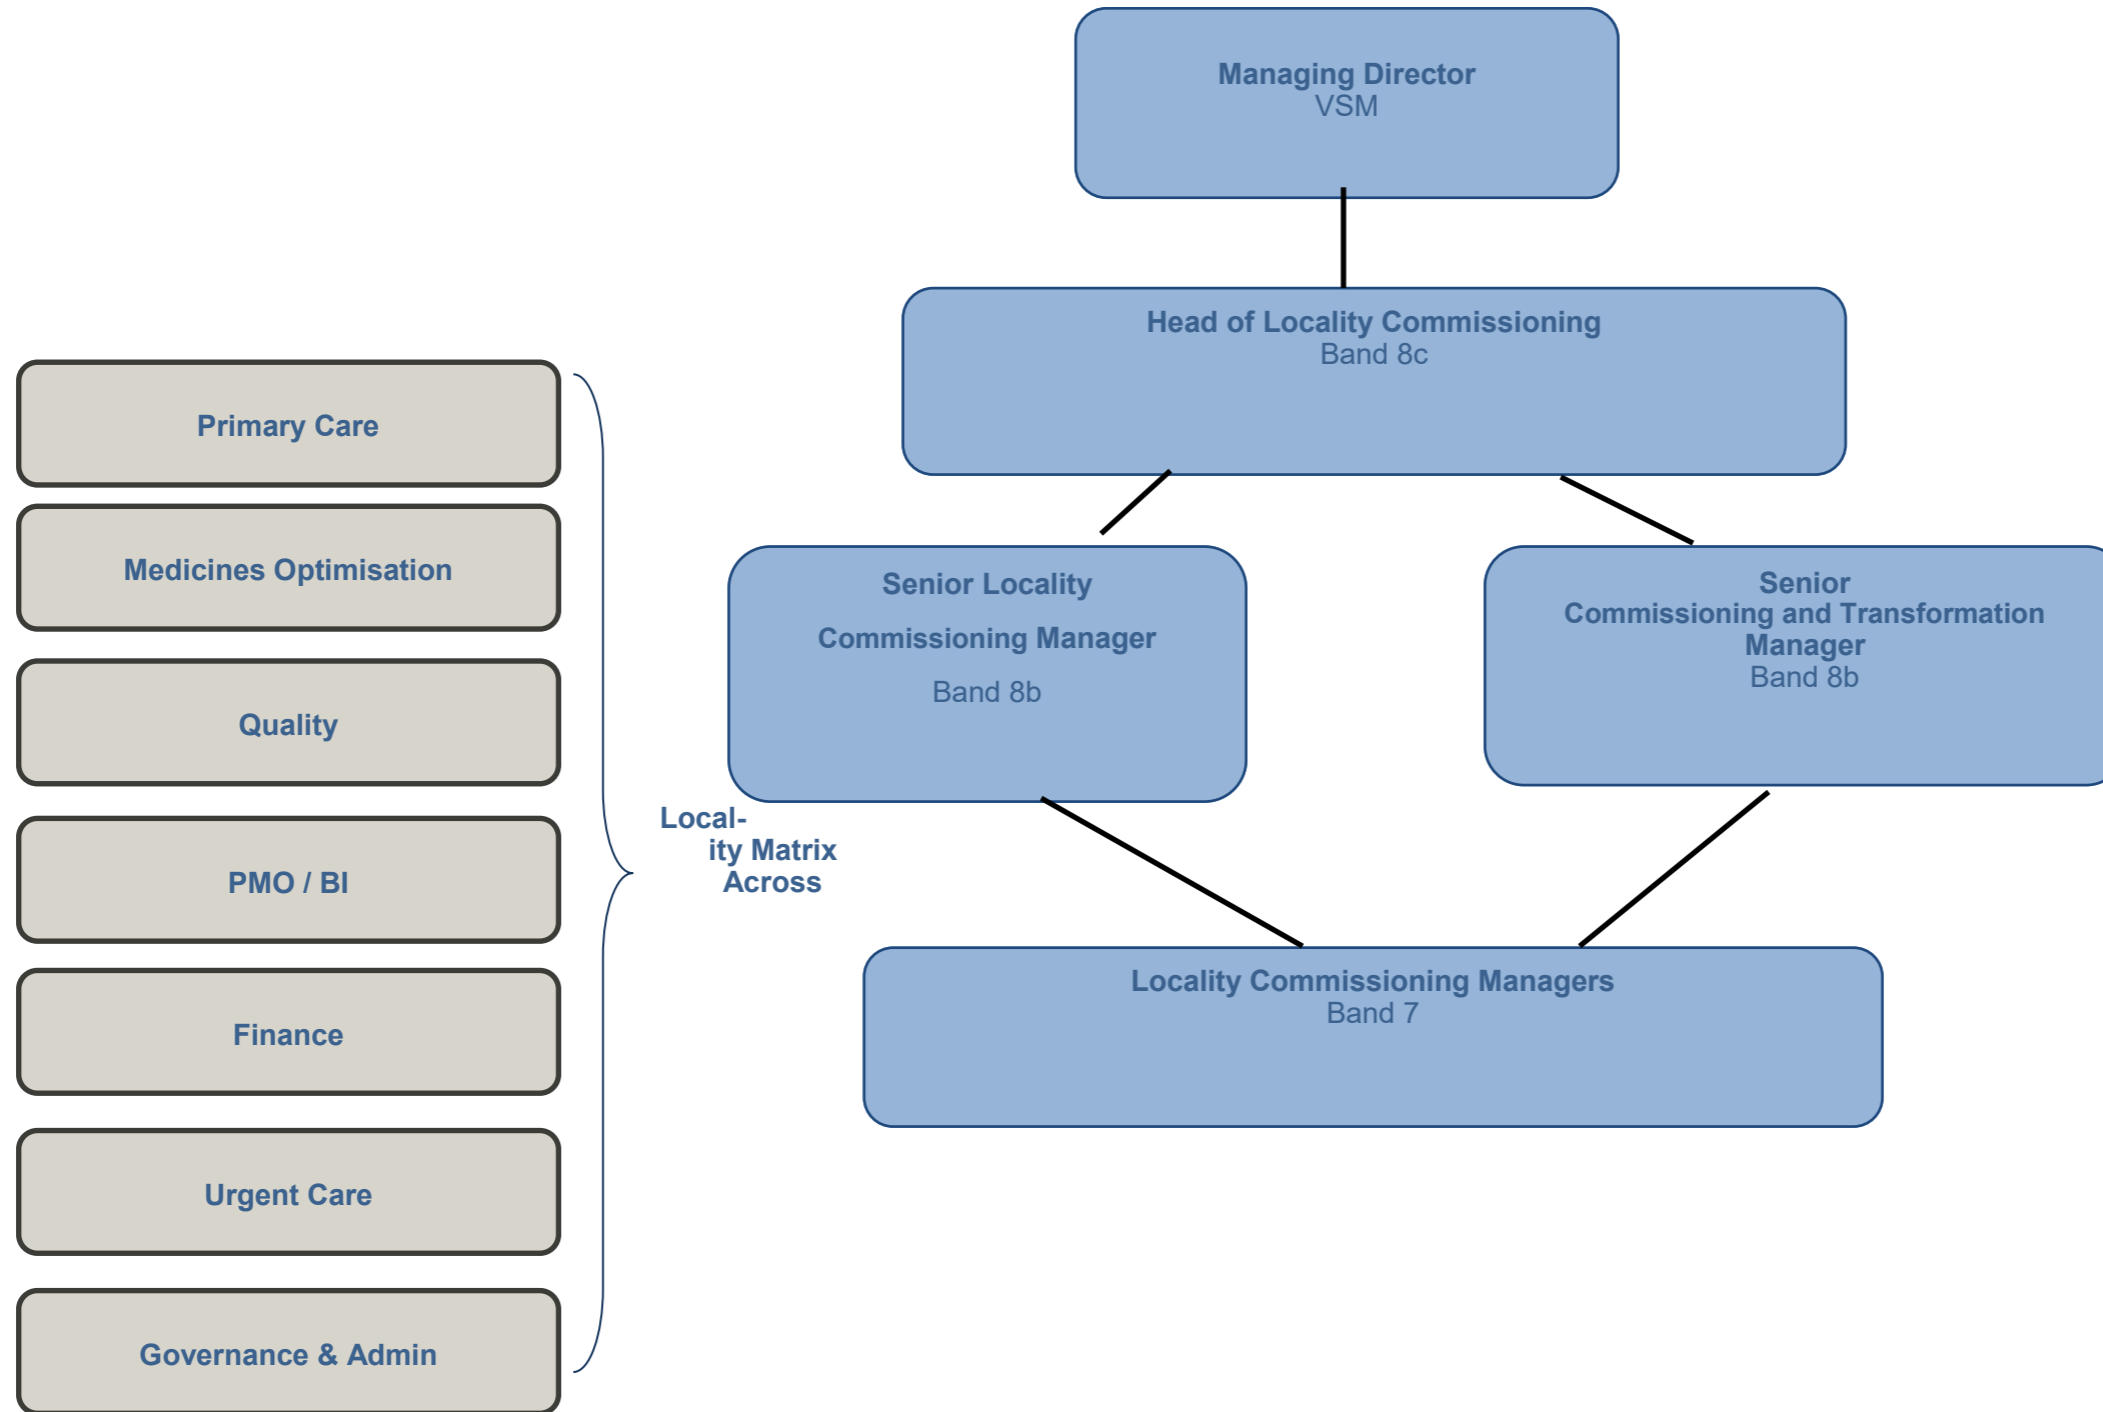 Managing Director
VSM
Head of Locality Commissioning
Band 8c
Primary Care
Medicines Optimisation
Quality
PMO / BI
Finance
Urgent Care
Governance & Admin
Local-
ity Matrix
Across
Senior Locality
Commissioning Manager
Band 8b
Senior
Commissioning and Transformation
Manager
Band 8b
Locality Commissioning Managers
Band 7